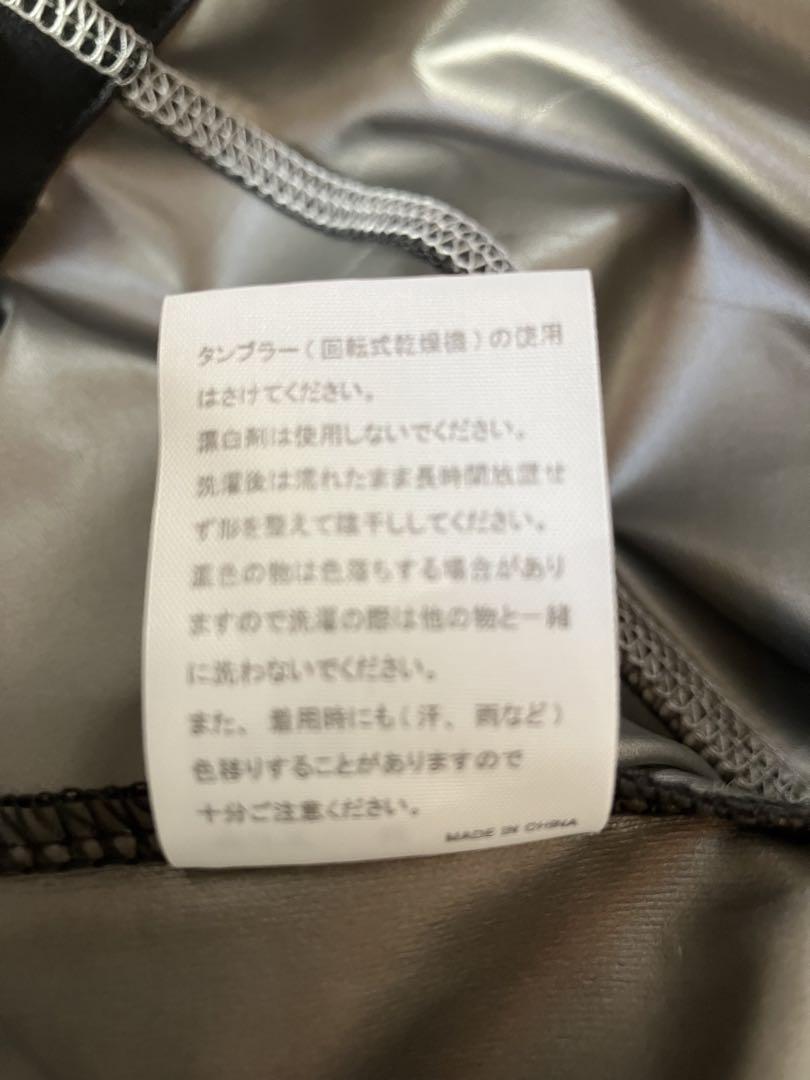 タンブラー(回転式乾燥機)の使用
はさけてください。
漂白剤は使用しないでください。
洗濯後は濡れたまま長時間放置せ
ず形を整えて陰干ししてください。
濃色の物は色落ちする場合があり
ますので洗濯の際は他の物と一緒
に洗わないでください。
また、着用時にも(汗、雨など)
色移りすることがありますので
十分ご注意ください。
MADE IN CHINA